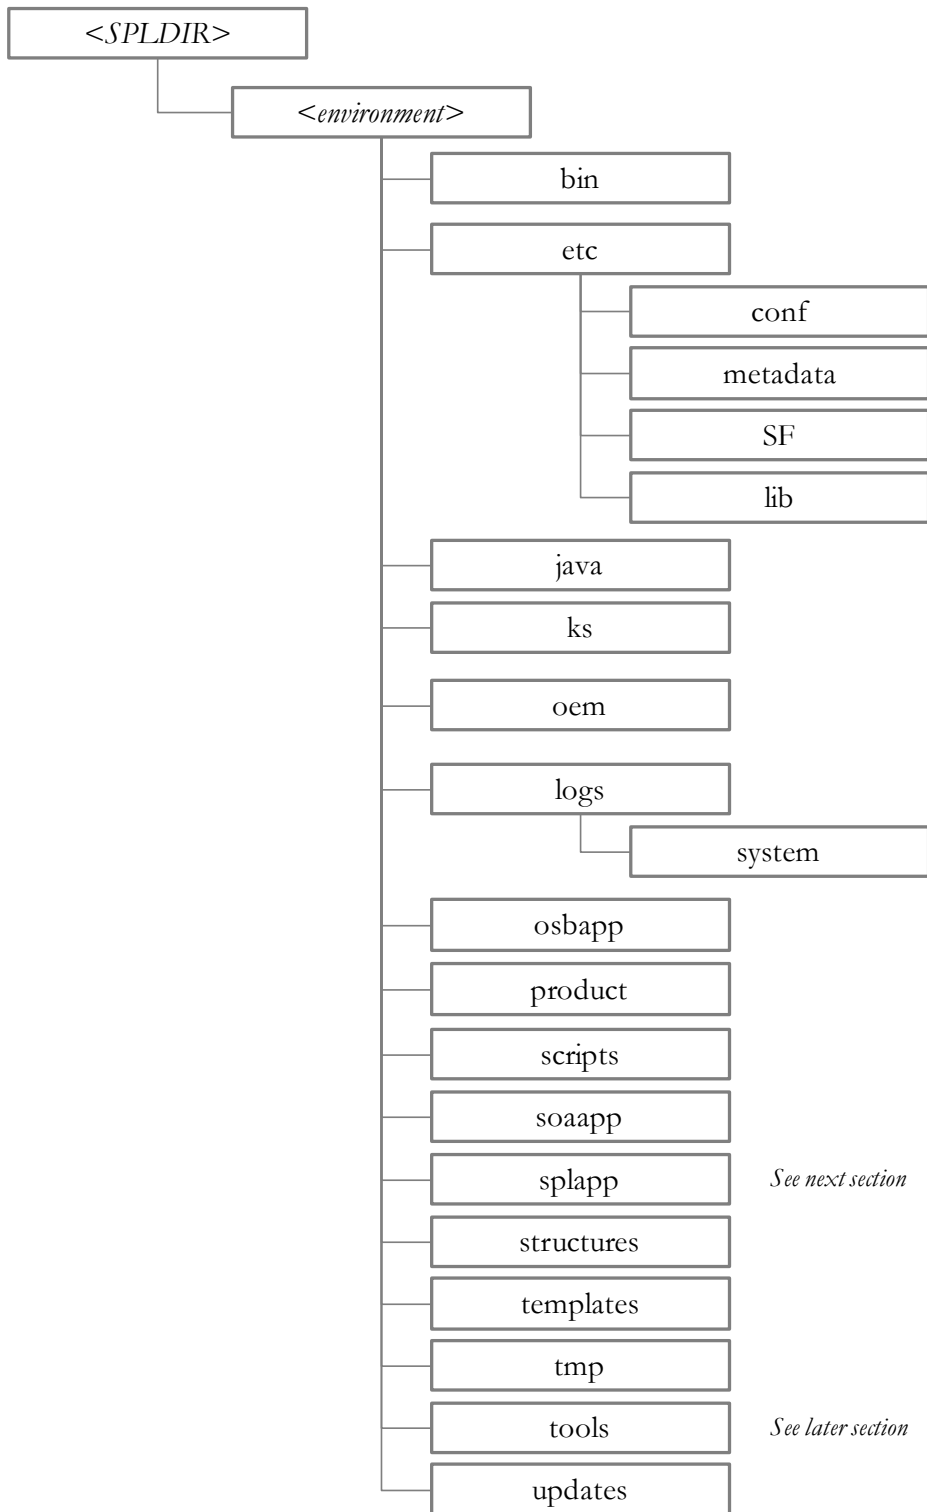 <SPLDIR>
<environment>
bin
etc
conf
metadata
SF
lib
java
ks
oem
logs
system
osbapp
product
scripts
soaapp
splapp See next section
structures
templates
tmp
tools See later section
updates